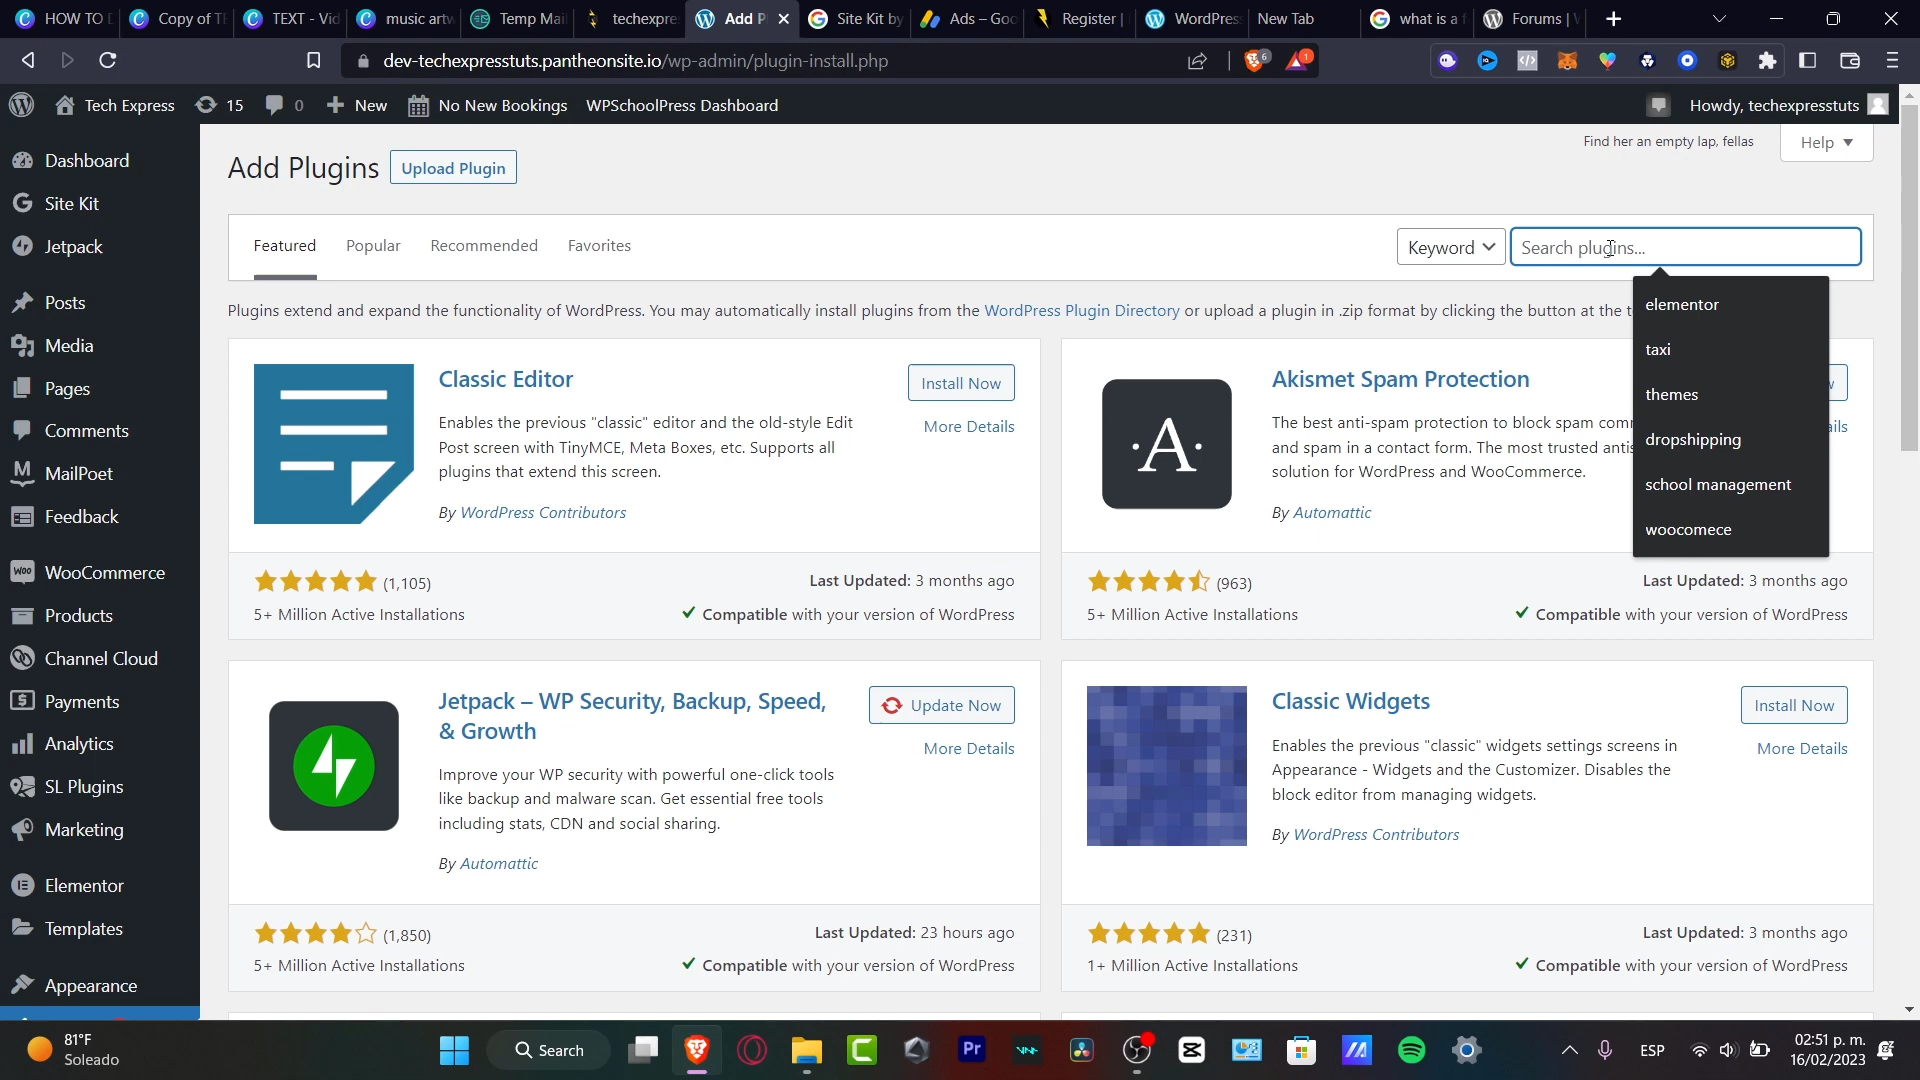 HOW TO
Copy of TE
TEXT - Vid
music artw
Temp Mai
techexpre
Add P
Site Kit by
Ads – Goo
Register |
WordPres
New Tab
what is a f
Forums | W
dev-techexpresstuts.pantheonsite.io/wp-admin/plugin-install.php
6
1
Tech Express
15
0
New
No New Bookings
WPSchoolPress Dashboard
Howdy, techexpresstuts
Dashboard
Site Kit
Jetpack
Posts
Media
Pages
Comments
MailPoet
Feedback
WooCommerce
Products
Channel Cloud
Payments
Analytics
SL Plugins
Marketing
Elementor
Templates
Appearance
Find her an empty lap, fellas
Help
Add Plugins
Upload Plugin
Featured
Popular
Recommended
Favorites
Keyword
Search plugins...
elementor
taxi
themes
dropshipping
school management
woocomece
Plugins extend and expand the functionality of WordPress. You may automatically install plugins from the WordPress Plugin Directory or upload a plugin in .zip format by clicking the button at the t
Classic Editor
Install Now
More Details
Enables the previous "classic" editor and the old-style Edit
Post screen with TinyMCE, Meta Boxes, etc. Supports all
plugins that extend this screen.
By WordPress Contributors
(1,105)
5+ Million Active Installations
Last Updated: 3 months ago
Compatible with your version of WordPress
Akismet Spam Protection
w
ails
The best anti-spam protection to block spam com
and spam in a contact form. The most trusted antis
solution for WordPress and WooCommerce.
By Automattic
(963)
5+ Million Active Installations
Last Updated: 3 months ago
Compatible with your version of WordPress
Jetpack – WP Security, Backup, Speed,
& Growth
Update Now
More Details
Improve your WP security with powerful one-click tools
like backup and malware scan. Get essential free tools
including stats, CDN and social sharing.
By Automattic
(1,850)
5+ Million Active Installations
Last Updated: 23 hours ago
Compatible with your version of WordPress
Classic Widgets
Install Now
More Details
Enables the previous "classic" widgets settings screens in
Appearance - Widgets and the Customizer. Disables the
block editor from managing widgets.
By WordPress Contributors
(231)
1+ Million Active Installations
Last Updated: 3 months ago
Compatible with your version of WordPress
81°F
Soleado
Search
Pr
ESP
02:51 p. m.
16/02/2023